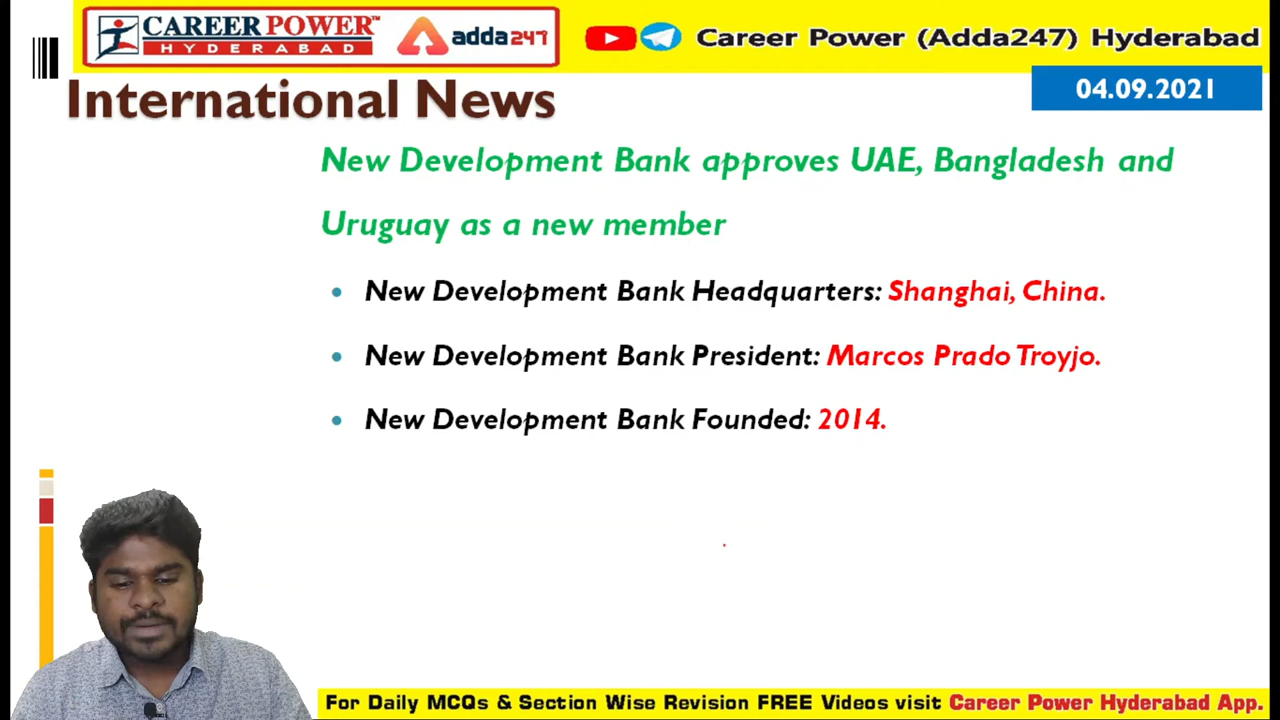 CAREER POWER™
HYDERABAD
adda247
Career Power (Adda247) Hyderabad
International News
04.09.2021
New Development Bank approves UAE, Bangladesh and
Uruguay as a new member
• New Development Bank Headquarters: Shanghai, China.
• New Development Bank President: Marcos Prado Troyjo.
• New Development Bank Founded: 2014.
For Daily MCQs & Section Wise Revision FREE Videos visit Career Power Hyderabad App.